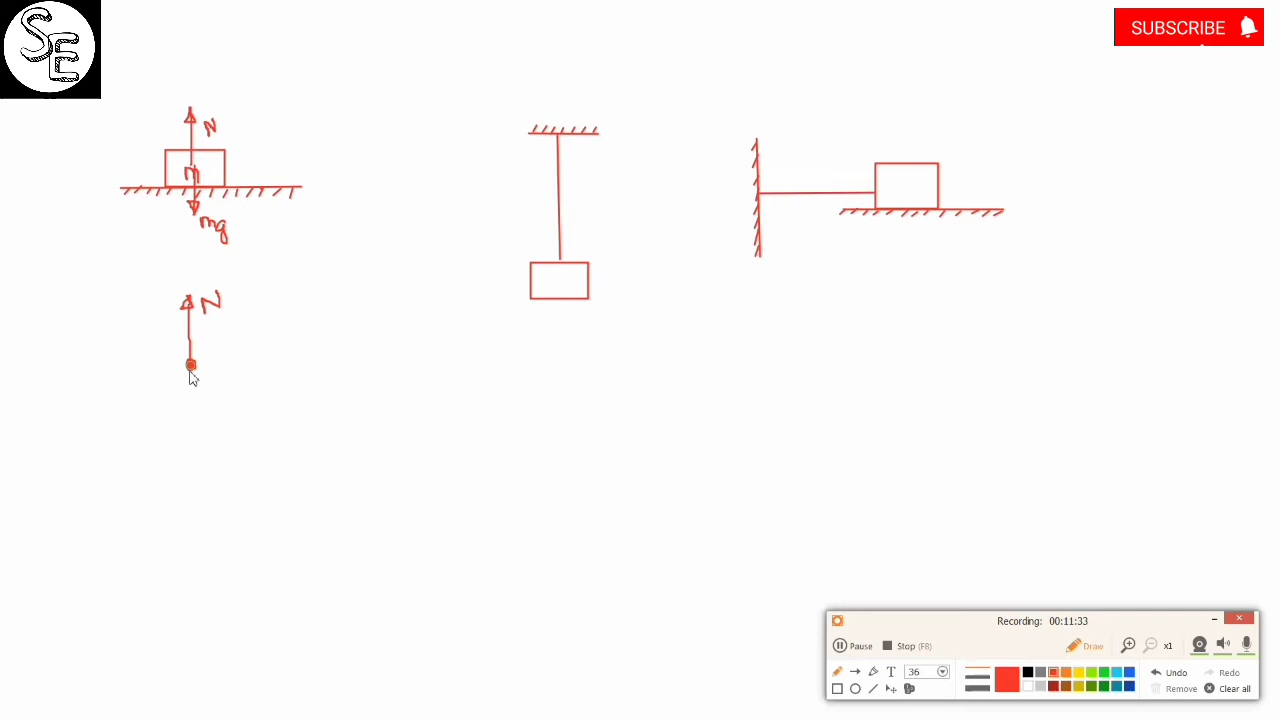 SE
SUBSCRIBE
N
m
mg
N
Recording: 00:11:33
Pause
Stop (F8)
Draw
x1
T
36
Undo
Redo
Remove
Clear all